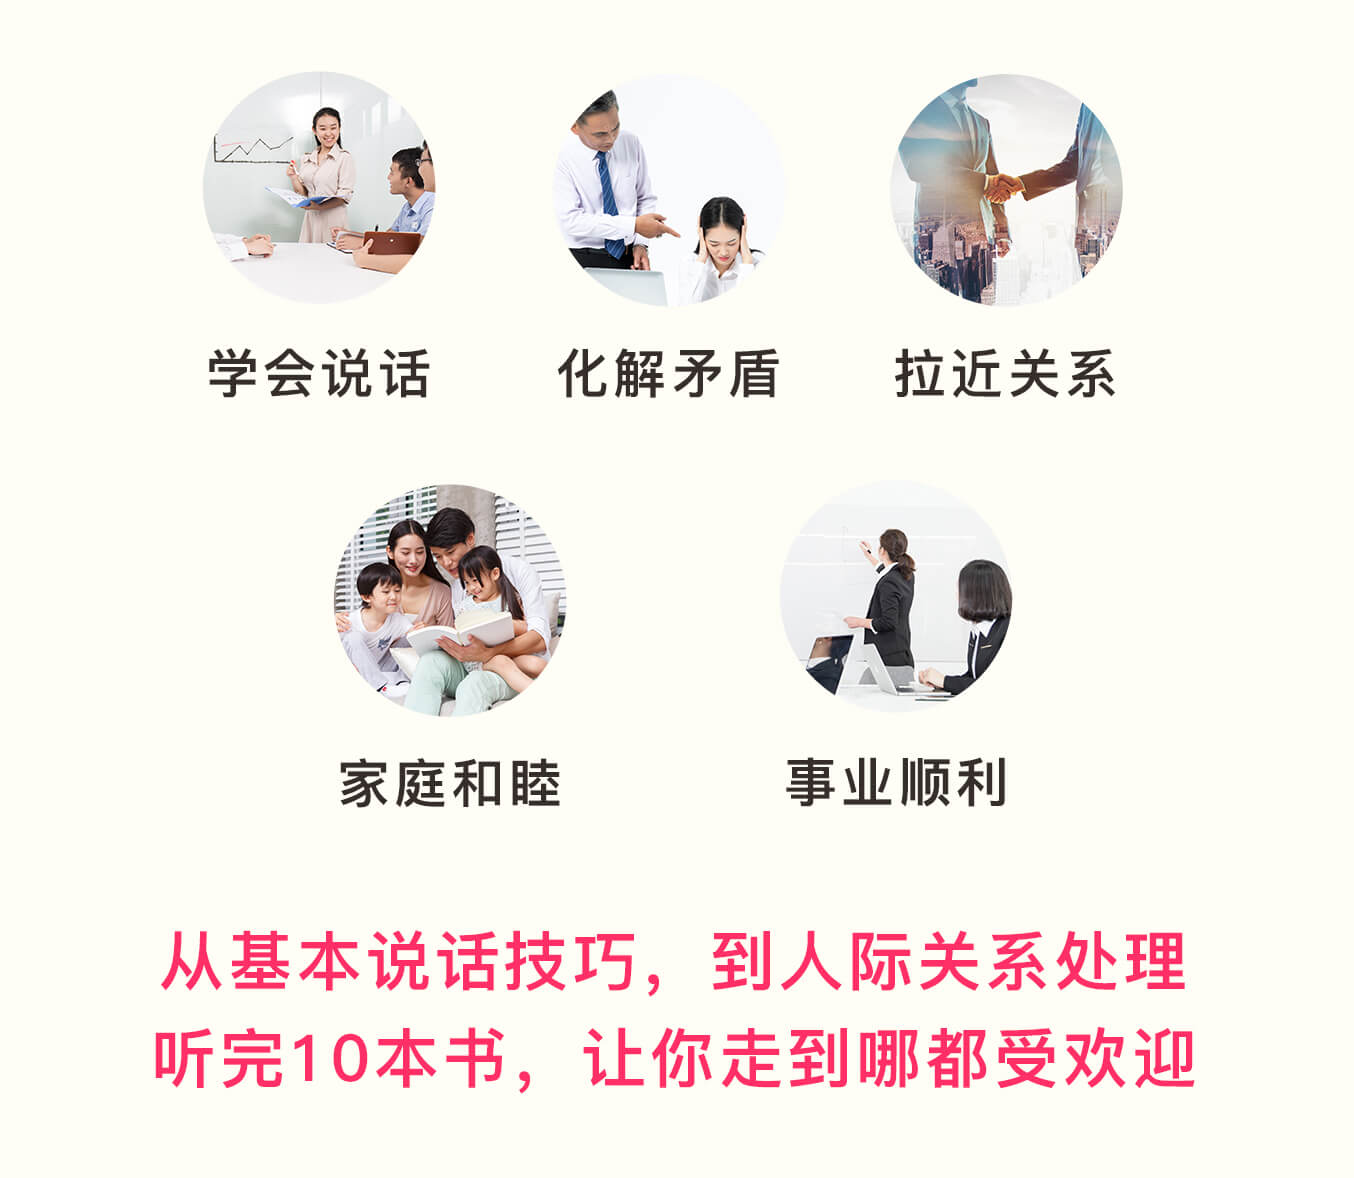 学会说话
化解矛盾
拉近关系
家庭和睦
事业顺利
从基本说话技巧，到人际关系处理
听完10本书，让你走到哪都受欢迎